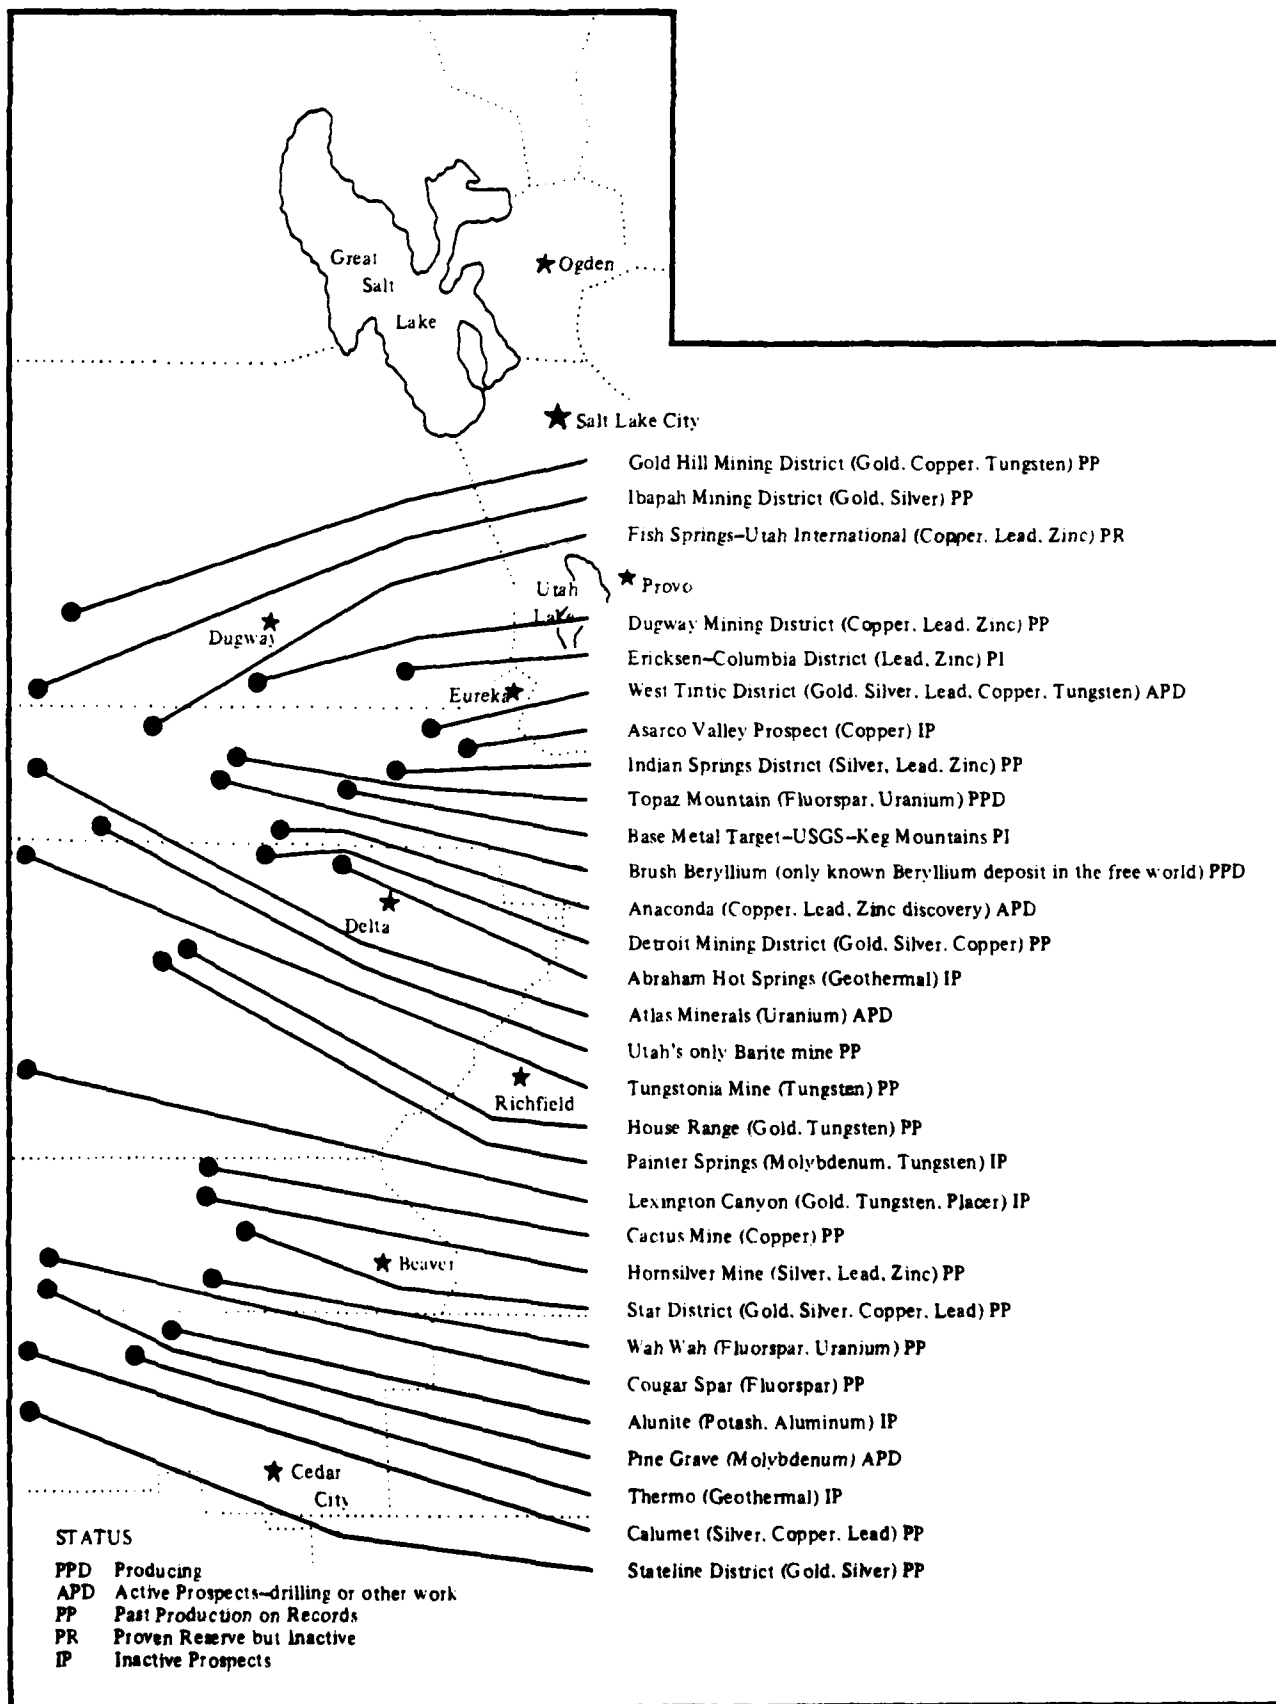 Great
Salt
Lake
Ogden
Salt Lake City
Gold Hill Mining District (Gold, Copper, Tungsten) PP
Ibapah Mining District (Gold, Silver) PP
Fish Springs–Utah International (Copper, Lead, Zinc) PR
Utah
Lake
Provo
Dugway
Dugway Mining District (Copper, Lead, Zinc) PP
Ericksen–Columbia District (Lead, Zinc) PI
Eureka
West Tintic District (Gold, Silver, Lead, Copper, Tungsten) APD
Asarco Valley Prospect (Copper) IP
Indian Springs District (Silver, Lead, Zinc) PP
Topaz Mountain (Fluorspar, Uranium) PPD
Base Metal Target–USGS–Keg Mountains PI
Brush Beryllium (only known Beryllium deposit in the free world) PPD
Anaconda (Copper, Lead, Zinc discovery) APD
Delta
Detroit Mining District (Gold, Silver, Copper) PP
Abraham Hot Springs (Geothermal) IP
Atlas Minerals (Uranium) APD
Utah's only Barite mine PP
Tungstonia Mine (Tungsten) PP
Richfield
House Range (Gold, Tungsten) PP
Painter Springs (Molybdenum, Tungsten) IP
Lexington Canyon (Gold, Tungsten, Placer) IP
Cactus Mine (Copper) PP
Beaver
Hornsilver Mine (Silver, Lead, Zinc) PP
Star District (Gold, Silver, Copper, Lead) PP
Wah Wah (Fluorspar, Uranium) PP
Cougar Spar (Fluorspar) PP
Alunite (Potash, Aluminum) IP
Pine Grave (Molybdenum) APD
Cedar
City
Thermo (Geothermal) IP
Calumet (Silver, Copper, Lead) PP
Stateline District (Gold, Silver) PP
STATUS
PPD Producing
APD Active Prospects–drilling or other work
PP Past Production on Records
PR Proven Reserve but Inactive
IP Inactive Prospects